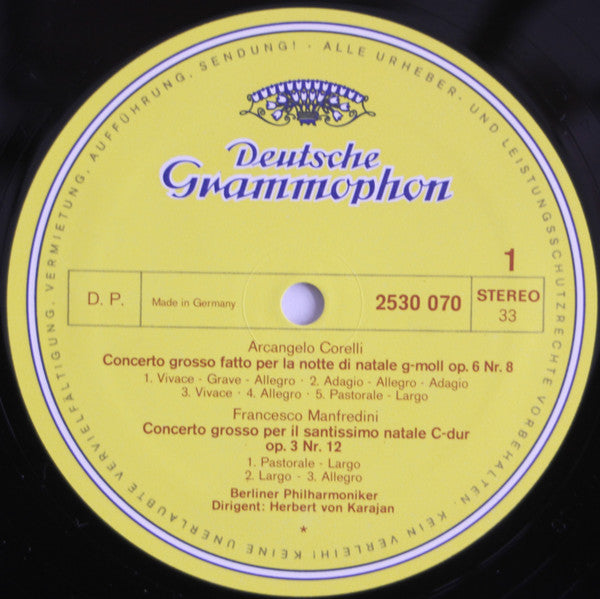 KEINE UNERLAUBTE VERVIELFÄLTIGUNG, VERMIETUNG, AUFFÜHRUNG, SENDUNG! · ALLE URHEBER- UND LEISTUNGSSCHUTZRECHTE VORBEHALTEN. KEIN VERLEIH!
Deutsche
Grammophon
1
D. P.
Made in Germany
2530 070
STEREO
33
Arcangelo Corelli
Concerto grosso fatto per la notte di natale g-moll op. 6 Nr. 8
1. Vivace - Grave - Allegro · 2. Adagio - Allegro - Adagio
3. Vivace · 4. Allegro · 5. Pastorale - Largo
Francesco Manfredini
Concerto grosso per il santissimo natale C-dur
op. 3 Nr. 12
1. Pastorale - Largo
2. Largo - 3. Allegro
Berliner Philharmoniker
Dirigent: Herbert von Karajan
*